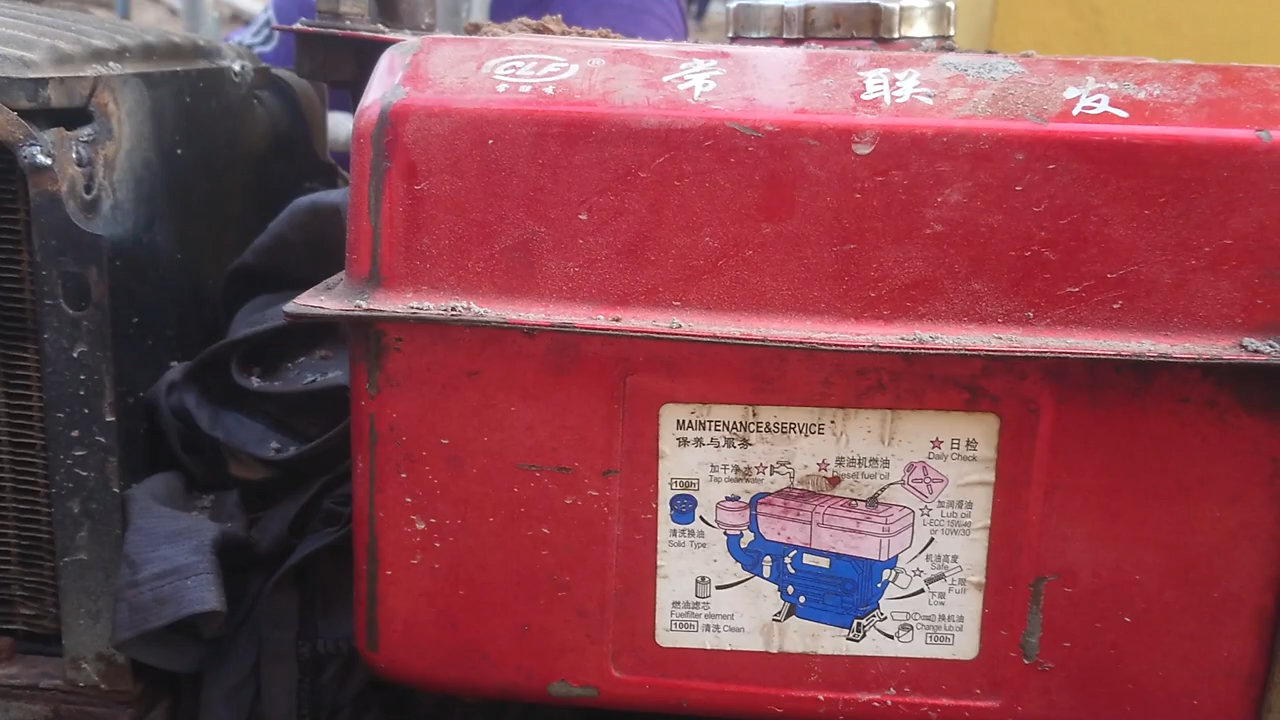 CLF®
常联发
常联发
MAINTENANCE&SERVICE
保养与服务
日检
Daily Check
加干净水
Tap clean water
柴油机燃油
Diesel fuel oil
100h
清洗换油
Solid Type
加润滑油
Lub oil
L-ECC 15W/40
or 10W/30
机油高度
Safe
上限
Full
下限
Low
燃油滤芯
Fuelfilter element
100h 清洗 Clean
换机油
Change lub.oil
100h